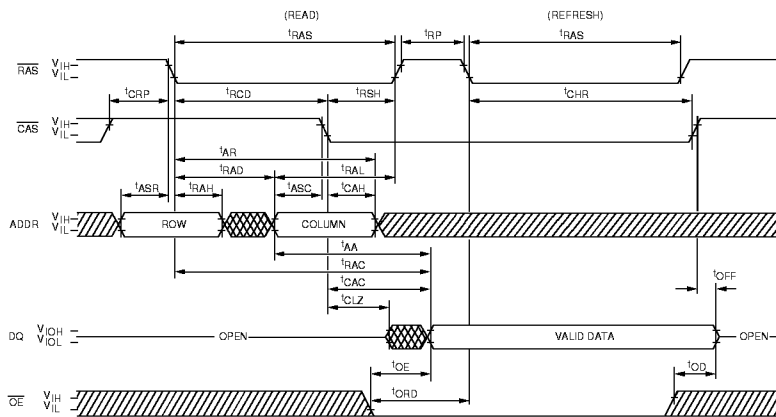 (READ) (REFRESH)
tRAS tRP tRAS
RAS VIH VIL
tCRP tRCD tRSH tCHR
CAS VIH VIL
tAR
tRAD tRAL
tASR tRAH tASC tCAH
ADDR VIH VIL ROW COLUMN
tAA
tRAC
tCAC tOFF
tCLZ
DQ VIOH VIOL OPEN VALID DATA OPEN
tOE tOD
tORD
OE VIH VIL